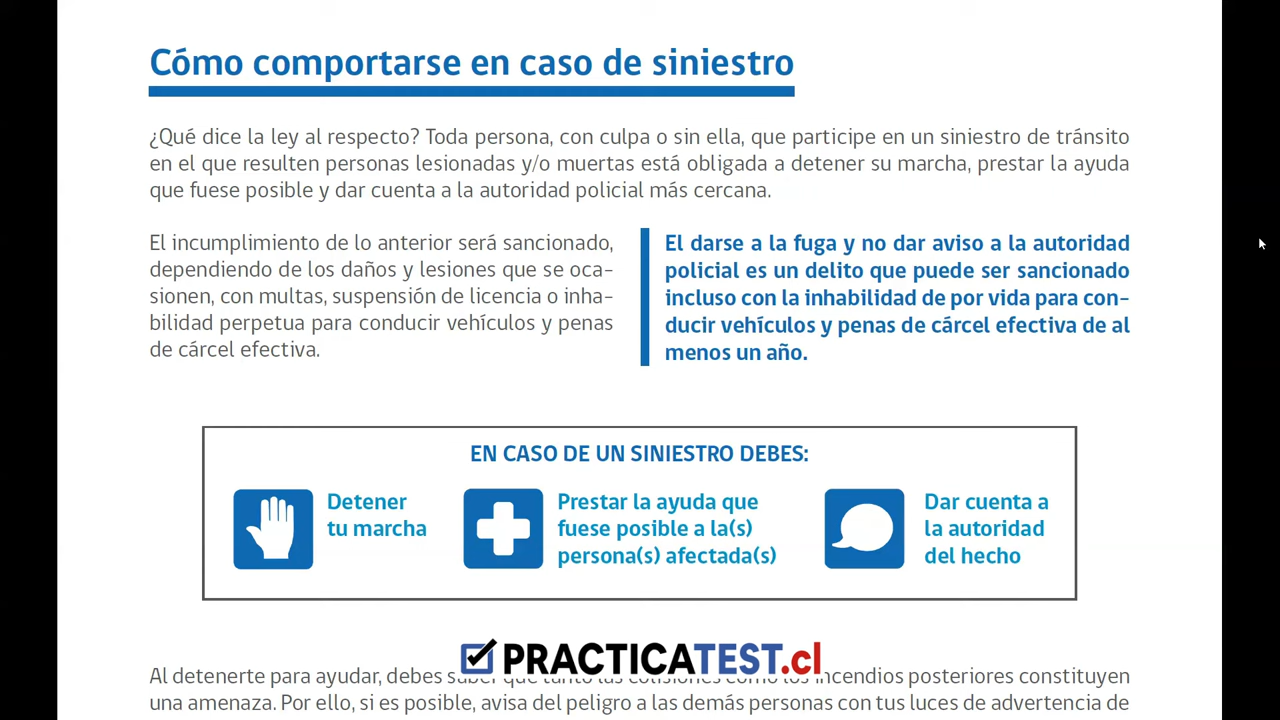 Cómo comportarse en caso de siniestro
¿Qué dice la ley al respecto? Toda persona, con culpa o sin ella, que participe en un siniestro de tránsito
en el que resulten personas lesionadas y/o muertas está obligada a detener su marcha, prestar la ayuda
que fuese posible y dar cuenta a la autoridad policial más cercana.
El incumplimiento de lo anterior será sancionado,
dependiendo de los daños y lesiones que se oca-
sionen, con multas, suspensión de licencia o inha-
bilidad perpetua para conducir vehículos y penas
de cárcel efectiva.
El darse a la fuga y no dar aviso a la autoridad
policial es un delito que puede ser sancionado
incluso con la inhabilidad de por vida para con-
ducir vehículos y penas de cárcel efectiva de al
menos un año.
EN CASO DE UN SINIESTRO DEBES:
Detener
tu marcha
Prestar la ayuda que
fuese posible a la(s)
persona(s) afectada(s)
Dar cuenta a
la autoridad
del hecho
PRACTICATEST.cl
Al detenerte para ayudar, debes saber que tanto las colisiones como los incendios posteriores constituyen
una amenaza. Por ello, si es posible, avisa del peligro a las demás personas con tus luces de advertencia de